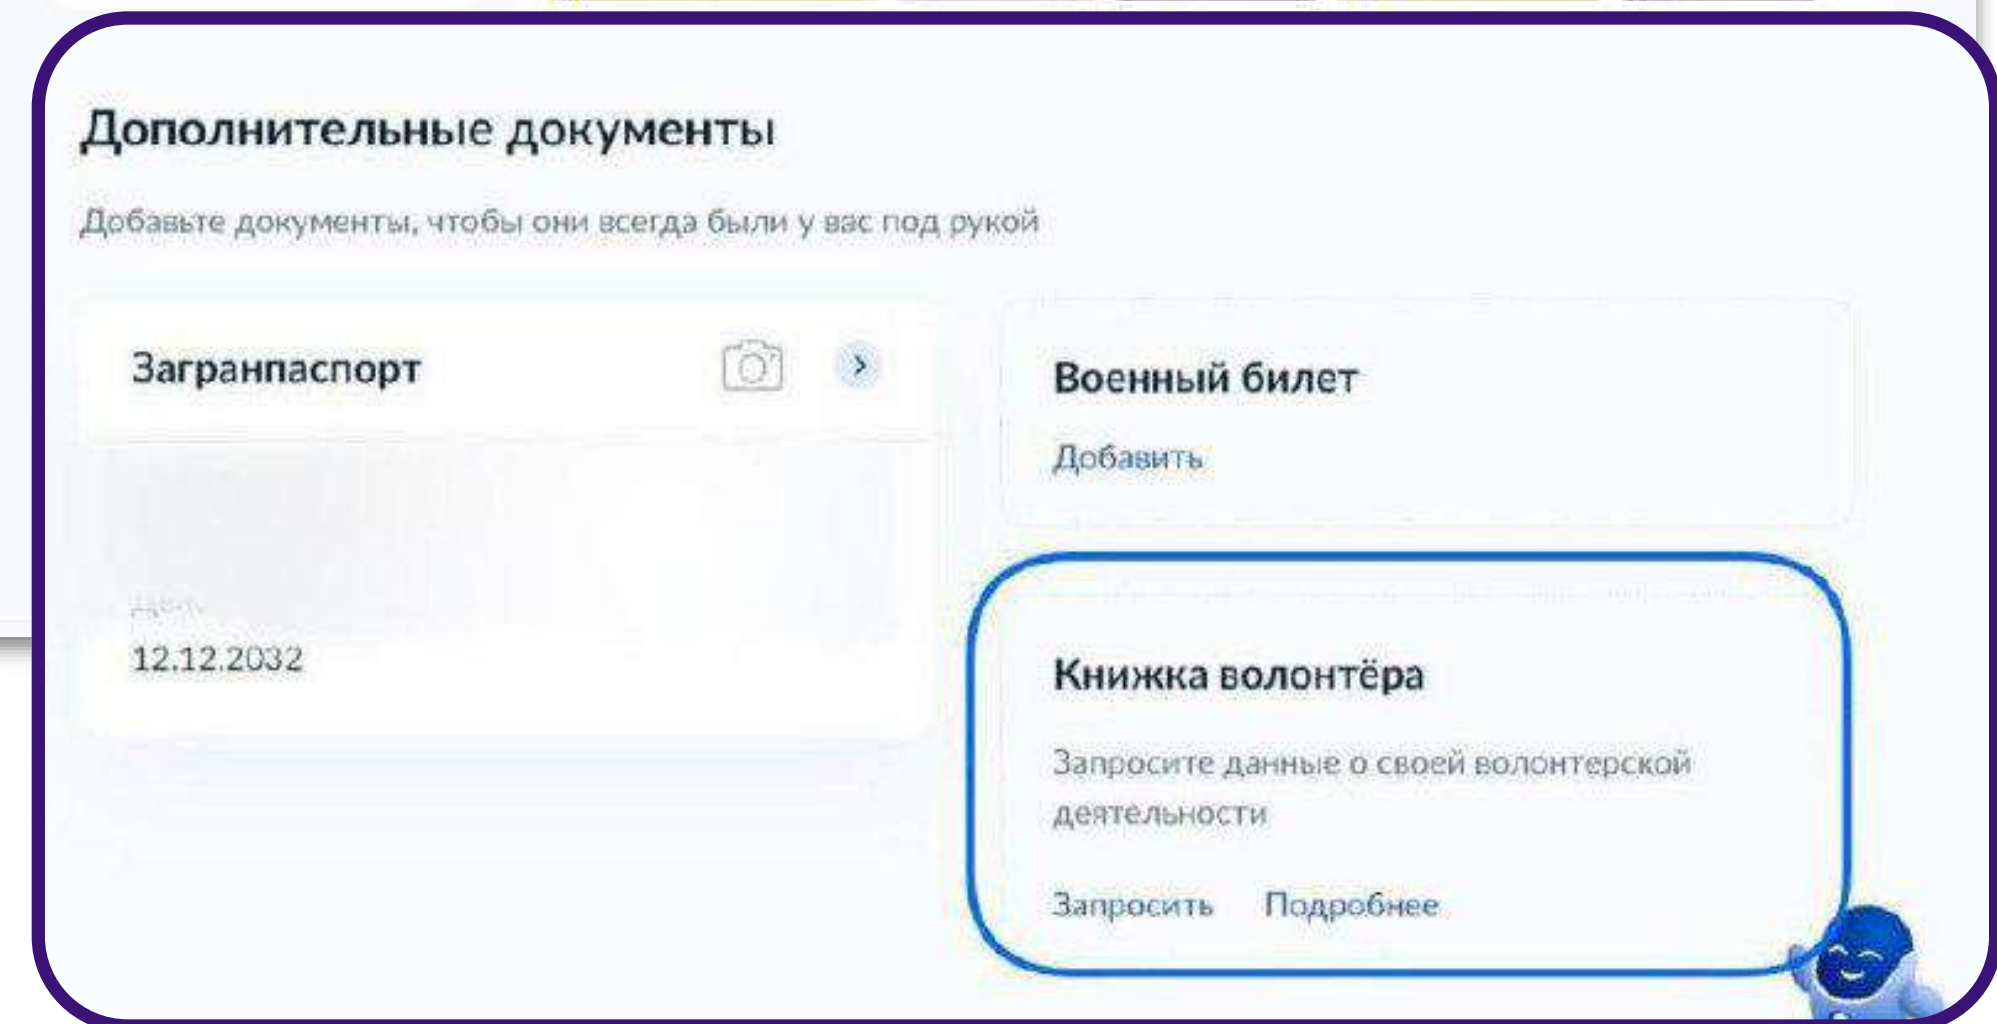 Дополнительные документы
Добавьте документы, чтобы они всегда были у вас под рукой
Загранпаспорт
12.12.2032
Военный билет
Добавить
Книжка волонтёра
Запросите данные о своей волонтерской
деятельности
Запросить Подробнее